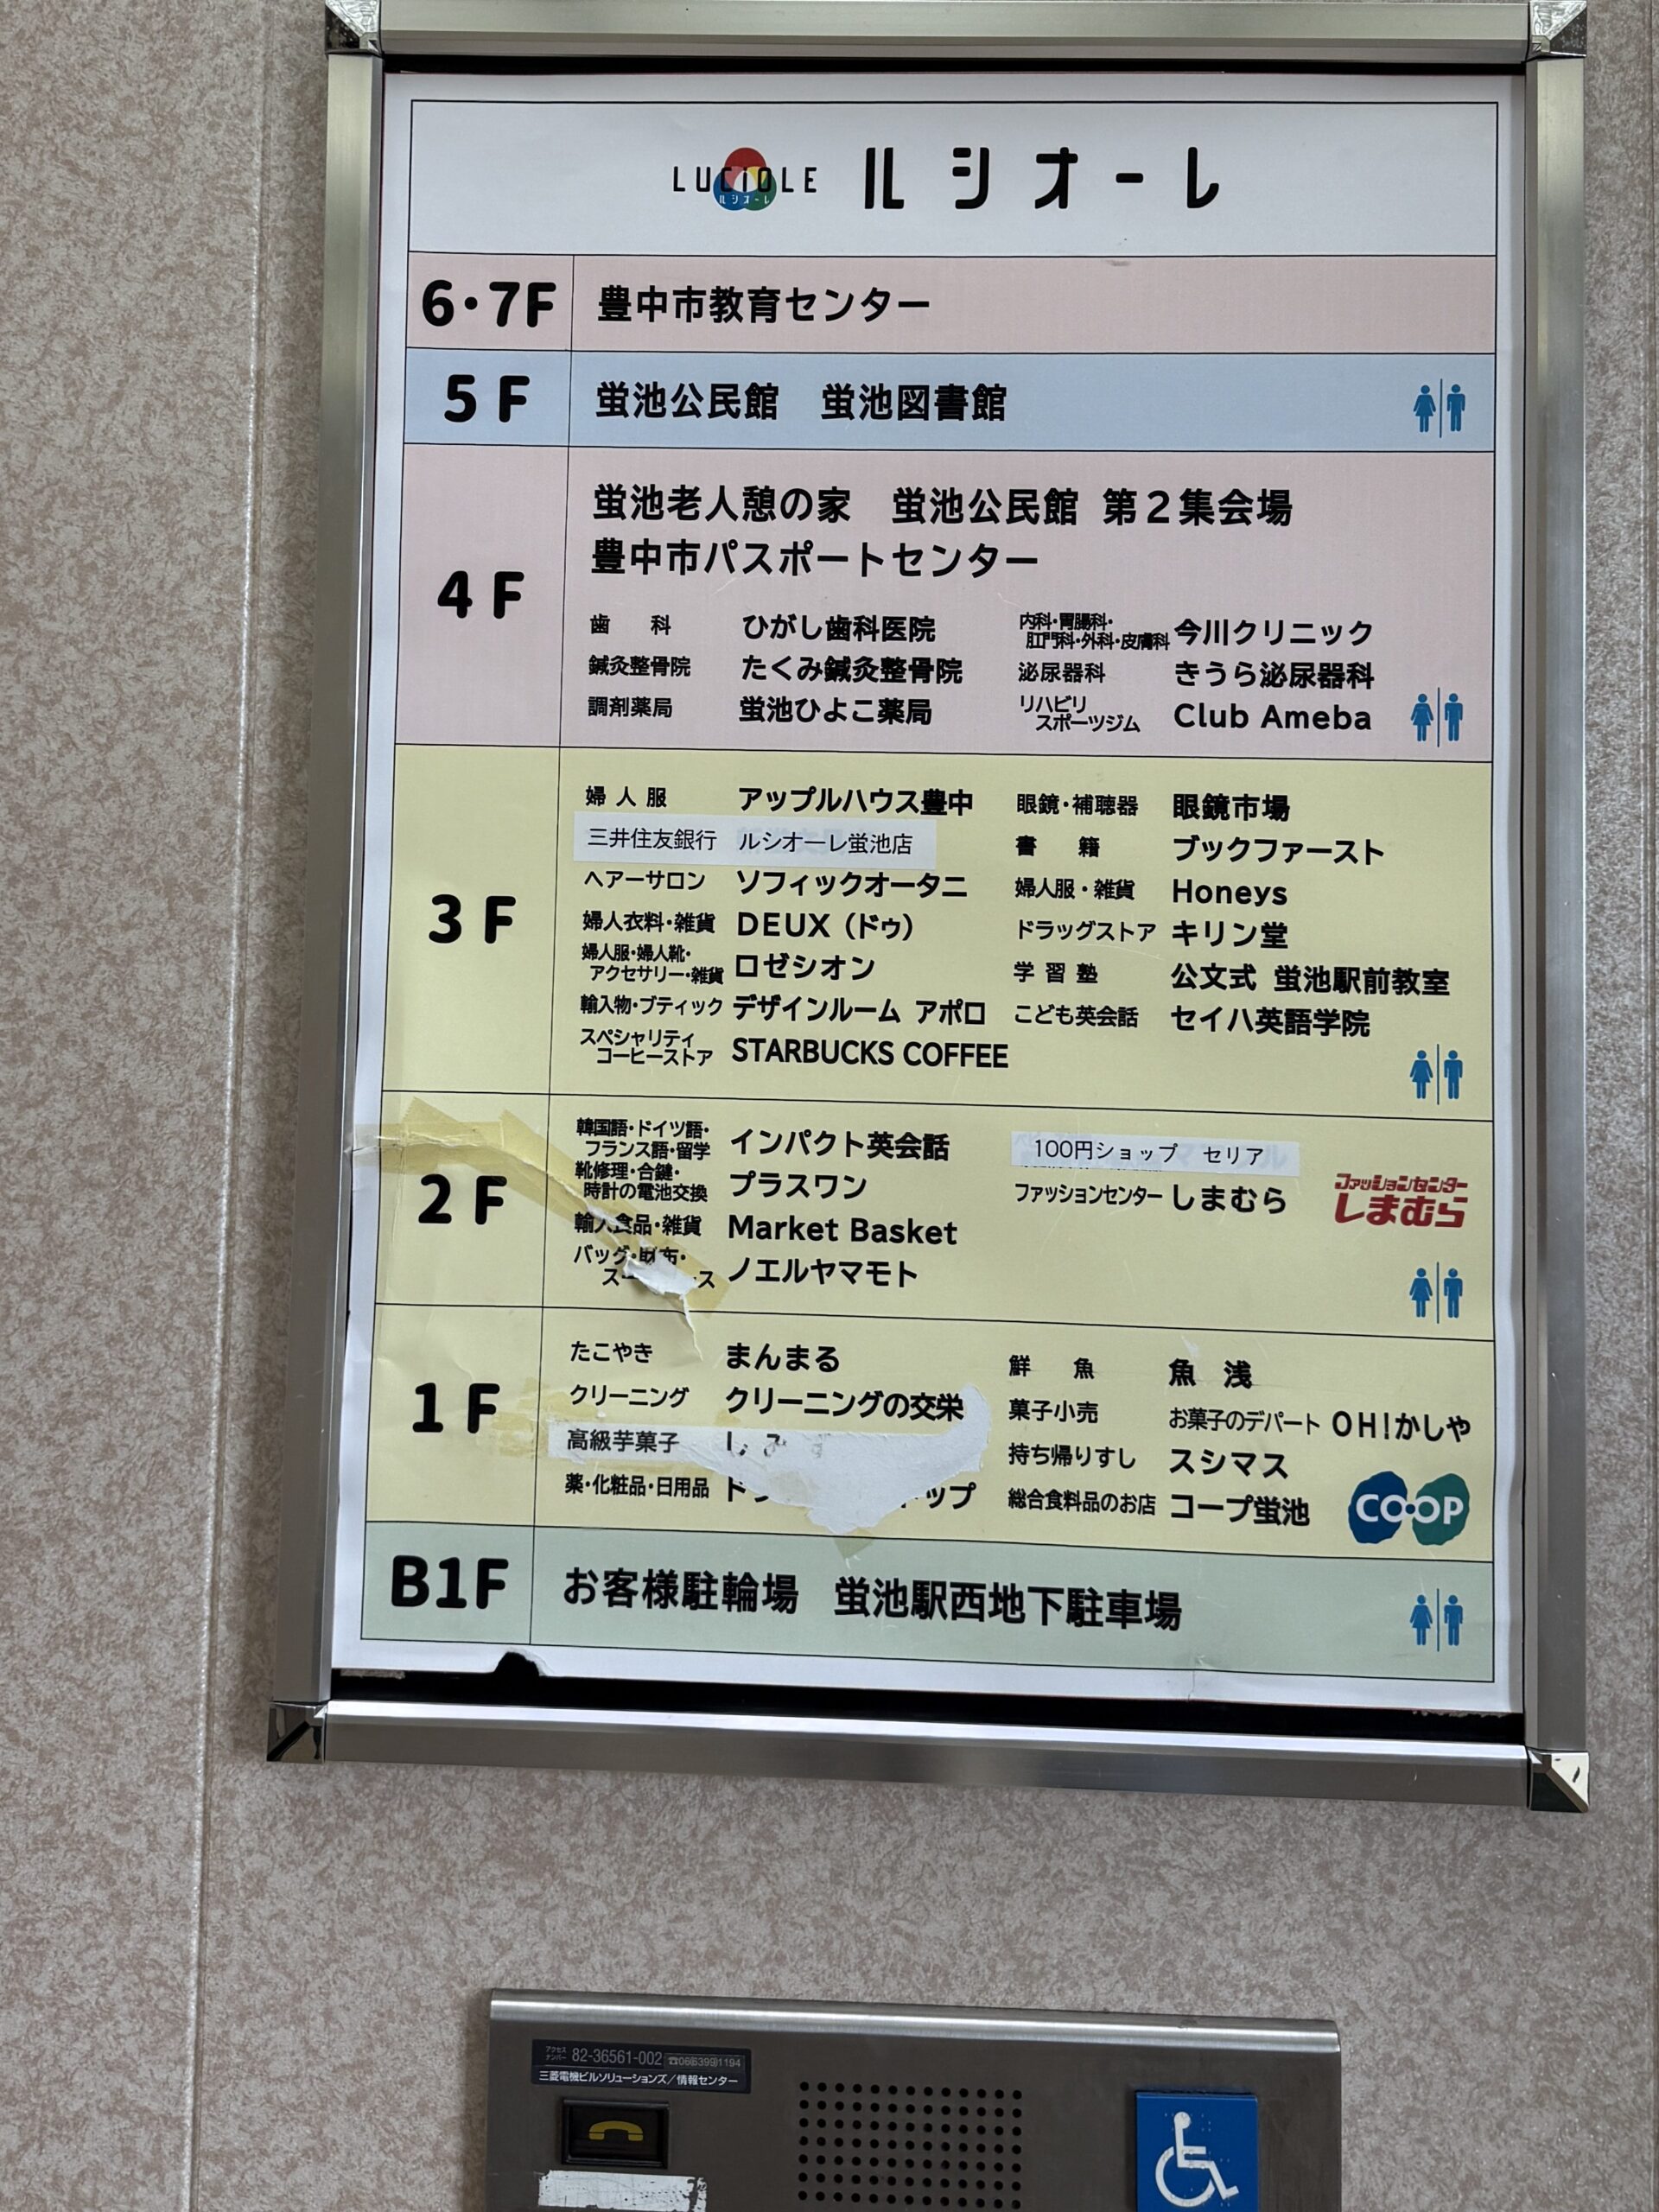 LUCIOLE ルシオーレ
ルシオーレ
6・7F 豊中市教育センター
5F 蛍池公民館 蛍池図書館
4F
蛍池老人憩の家 蛍池公民館 第2集会場
豊中市パスポートセンター
歯科 ひがし歯科医院
鍼灸整骨院 たくみ鍼灸整骨院
調剤薬局 蛍池ひよこ薬局
内科・胃腸科・
肛門科・外科・皮膚科 今川クリニック
泌尿器科 きうら泌尿器科
リハビリ
スポーツジム Club Ameba
3F
婦人服 アップルハウス豊中
三井住友銀行 ルシオーレ蛍池店
ヘアーサロン ソフィックオータニ
婦人衣料・雑貨 DEUX（ドゥ）
婦人服・婦人靴・
アクセサリー・雑貨 ロゼシオン
輸入物・ブティック デザインルーム アポロ
スペシャリティ
コーヒーストア STARBUCKS COFFEE
眼鏡・補聴器 眼鏡市場
書籍 ブックファースト
婦人服・雑貨 Honeys
ドラッグストア キリン堂
学習塾 公文式 蛍池駅前教室
こども英会話 セイハ英語学院
2F
韓国語・ドイツ語・
フランス語・留学 インパクト英会話
靴修理・合鍵・
時計の電池交換 プラスワン
輸入食品・雑貨 Market Basket
バッグ・財布・
ノエルヤマモト
100円ショップ セリア
ファッションセンター しまむら
ファッションセンター
しまむら
1F
たこやき まんまる
クリーニング クリーニングの交栄
高級芋菓子
薬・化粧品・日用品
鮮魚 魚浅
菓子小売 お菓子のデパート OH!かしや
持ち帰りすし スシマス
総合食料品のお店 コープ蛍池
CO・OP
B1F お客様駐輪場 蛍池駅西地下駐車場
アクセス
ナンバー 82-36561-002 ☎06(6399)1194
三菱電機ビルソリューションズ／情報センター